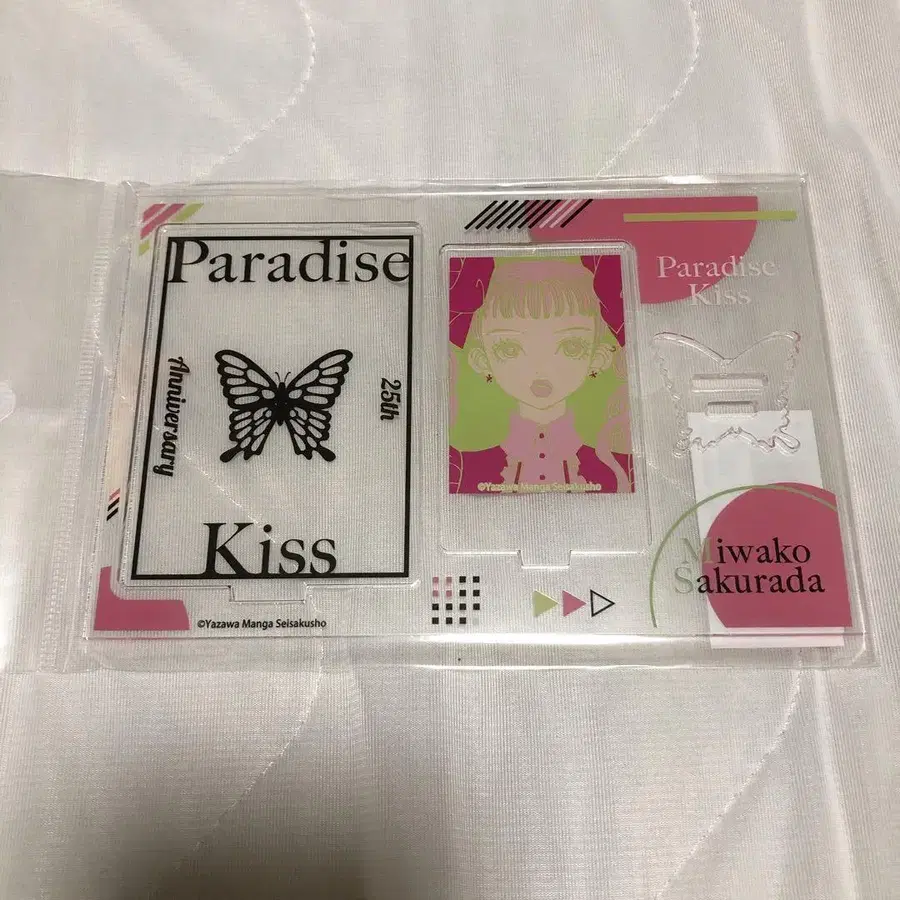 Paradise
Anniversary
25th
Kiss
©Yazawa Manga Seisakusho
©Yazawa Manga Seisakusho
Paradise
Kiss
Miwako
Sakurada